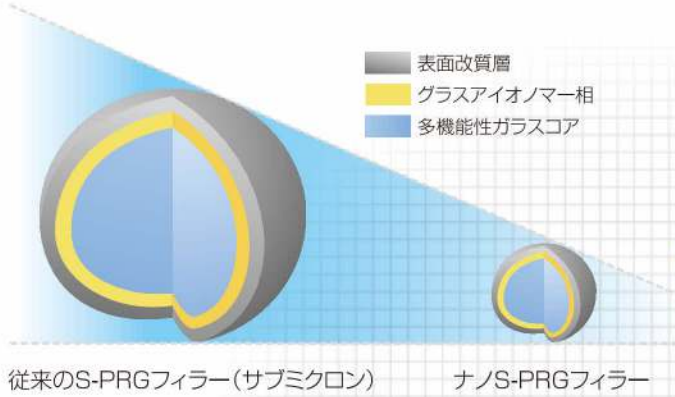 表面改質層
グラスアイオノマー相
多機能性ガラスコア
従来のS-PRGフィラー(サブミクロン)
ナノS-PRGフィラー